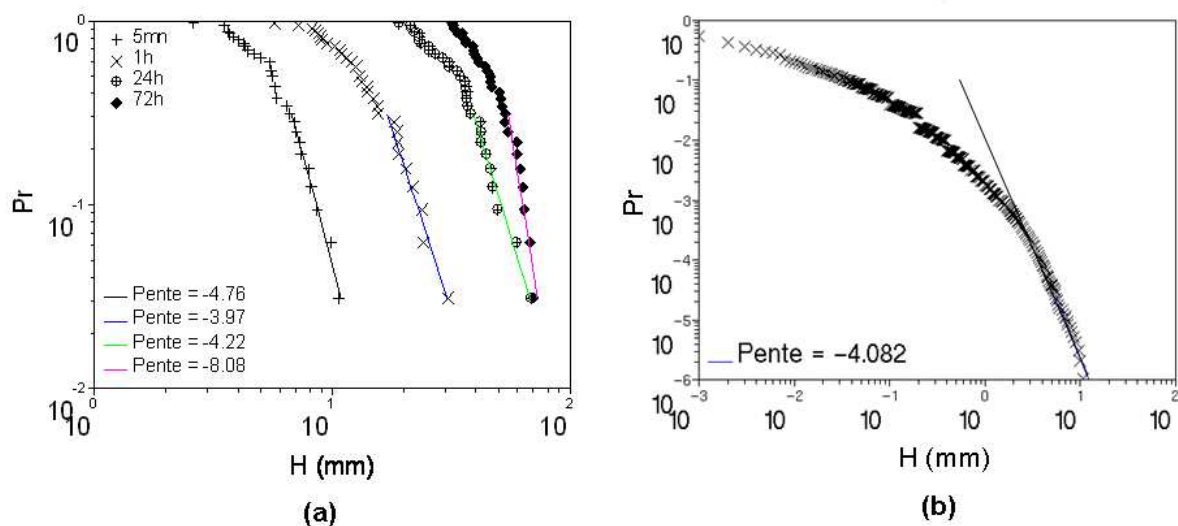 0
10
+ 5mn
× 1h
⊕ 24h
◆ 72h
-1
10
Pr
Pente = -4.76
Pente = -3.97
Pente = -4.22
Pente = -8.08
-2
10
0
10
1
10
2
10
H (mm)
(a)
0
10
-1
10
-2
10
-3
10
Pr
-4
10
-5
10
Pente = -4.082
-6
10
-3
10
-2
10
-1
10
0
10
1
10
2
10
H (mm)
(b)